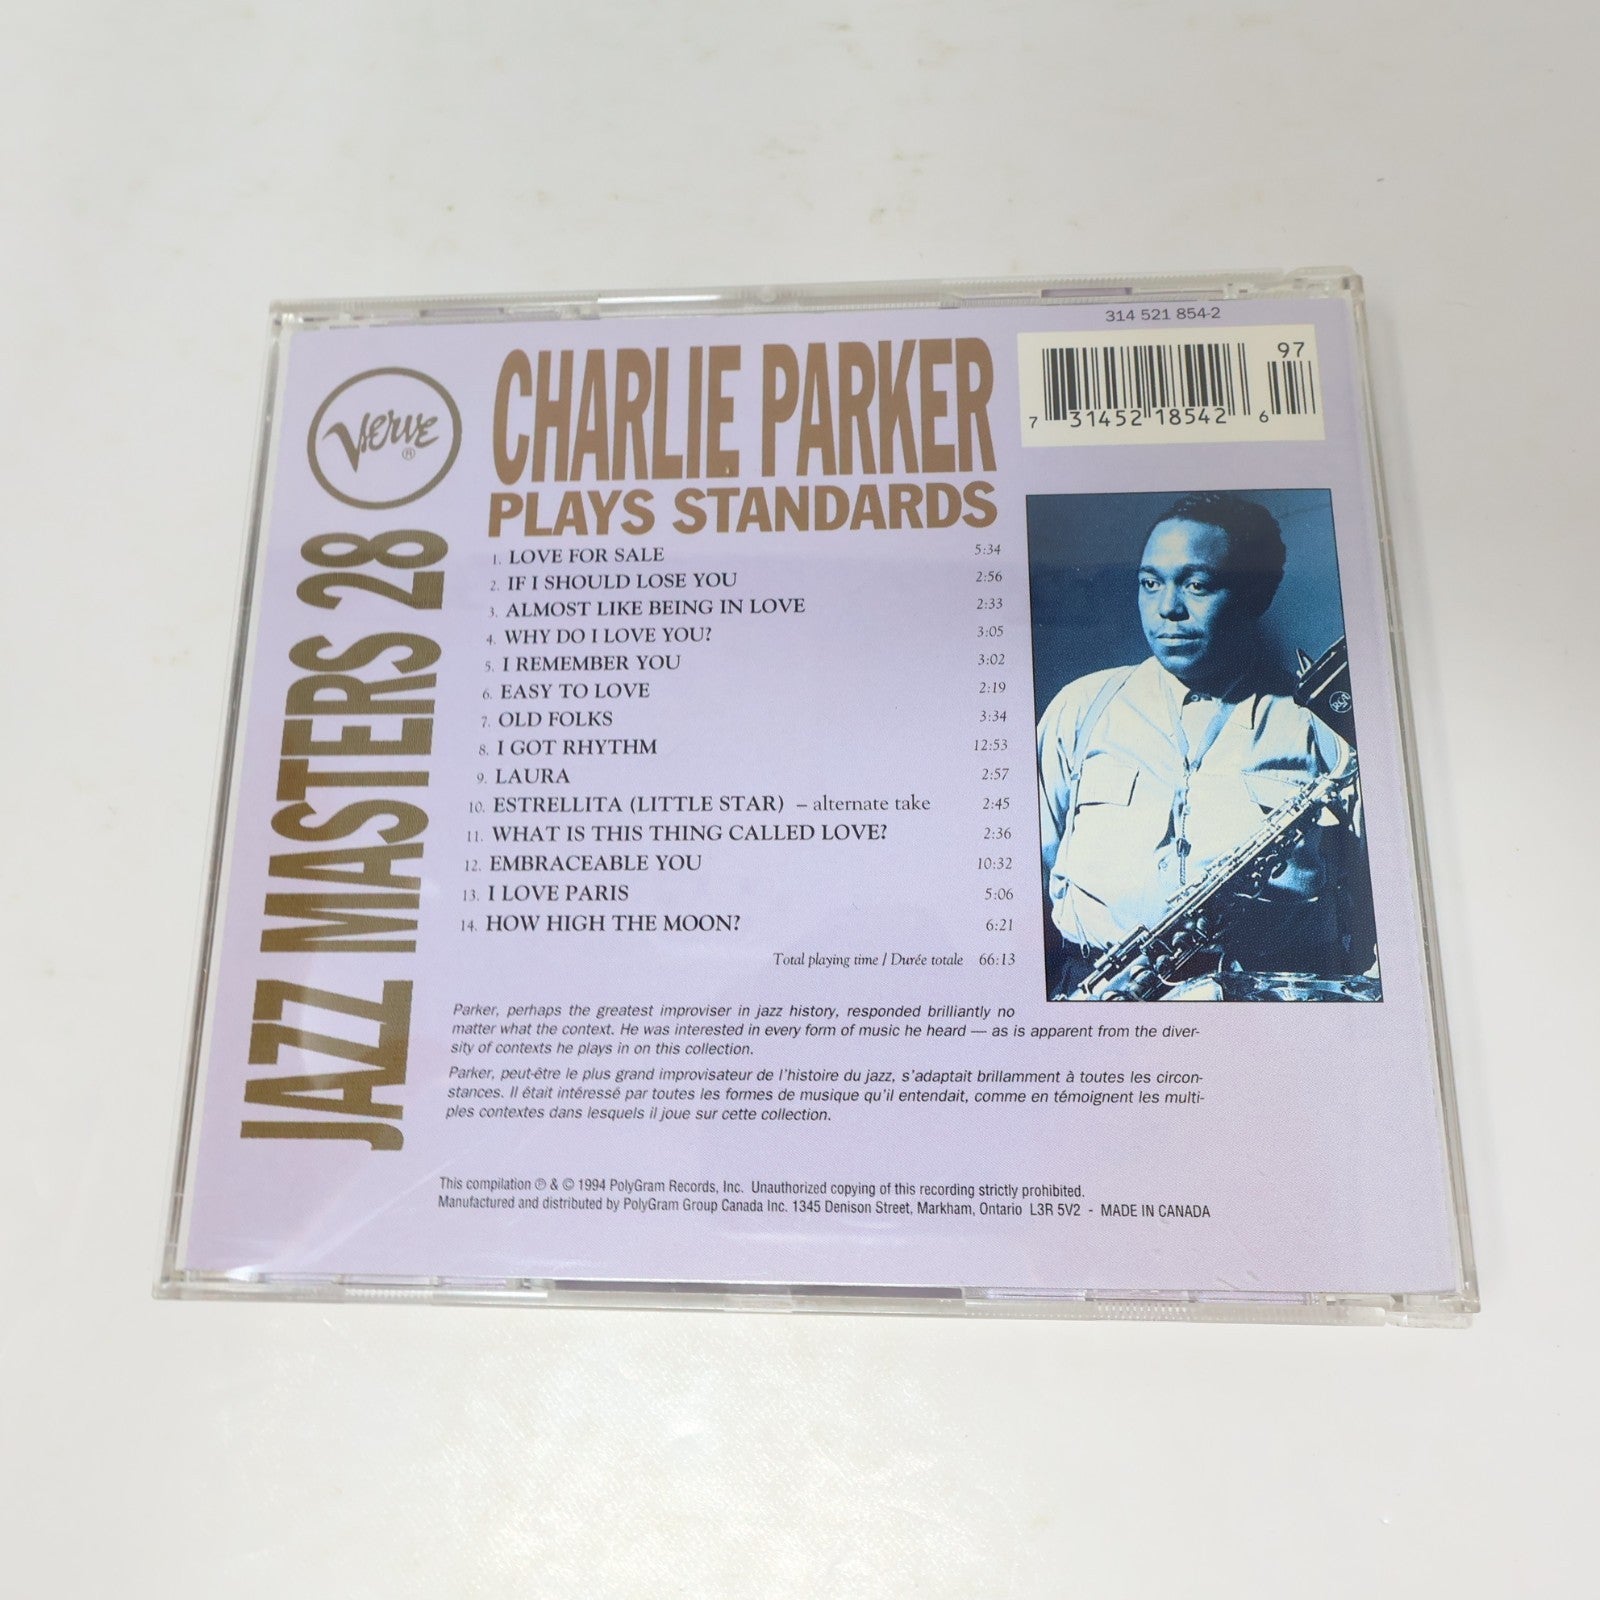 314 521 854-2
97
7 31452 18542 6
Verve ®
JAZZ MASTERS 28
CHARLIE PARKER
PLAYS STANDARDS
1. LOVE FOR SALE 5:34
2. IF I SHOULD LOSE YOU 2:56
3. ALMOST LIKE BEING IN LOVE 2:33
4. WHY DO I LOVE YOU? 3:05
5. I REMEMBER YOU 3:02
6. EASY TO LOVE 2:19
7. OLD FOLKS 3:34
8. I GOT RHYTHM 12:53
9. LAURA 2:57
10. ESTRELLITA (LITTLE STAR) – alternate take 2:45
11. WHAT IS THIS THING CALLED LOVE? 2:36
12. EMBRACEABLE YOU 10:32
13. I LOVE PARIS 5:06
14. HOW HIGH THE MOON? 6:21
Total playing time / Durée totale 66:13
Parker, perhaps the greatest improviser in jazz history, responded brilliantly no
matter what the context. He was interested in every form of music he heard — as is apparent from the diver-
sity of contexts he plays in on this collection.
Parker, peut-être le plus grand improvisateur de l'histoire du jazz, s'adaptait brillamment à toutes les circon-
stances. Il était intéressé par toutes les formes de musique qu'il entendait, comme en témoignent les multi-
ples contextes dans lesquels il joue sur cette collection.
This compilation ℗ & © 1994 PolyGram Records, Inc. Unauthorized copying of this recording strictly prohibited.
Manufactured and distributed by PolyGram Group Canada Inc. 1345 Denison Street, Markham, Ontario L3R 5V2 - MADE IN CANADA